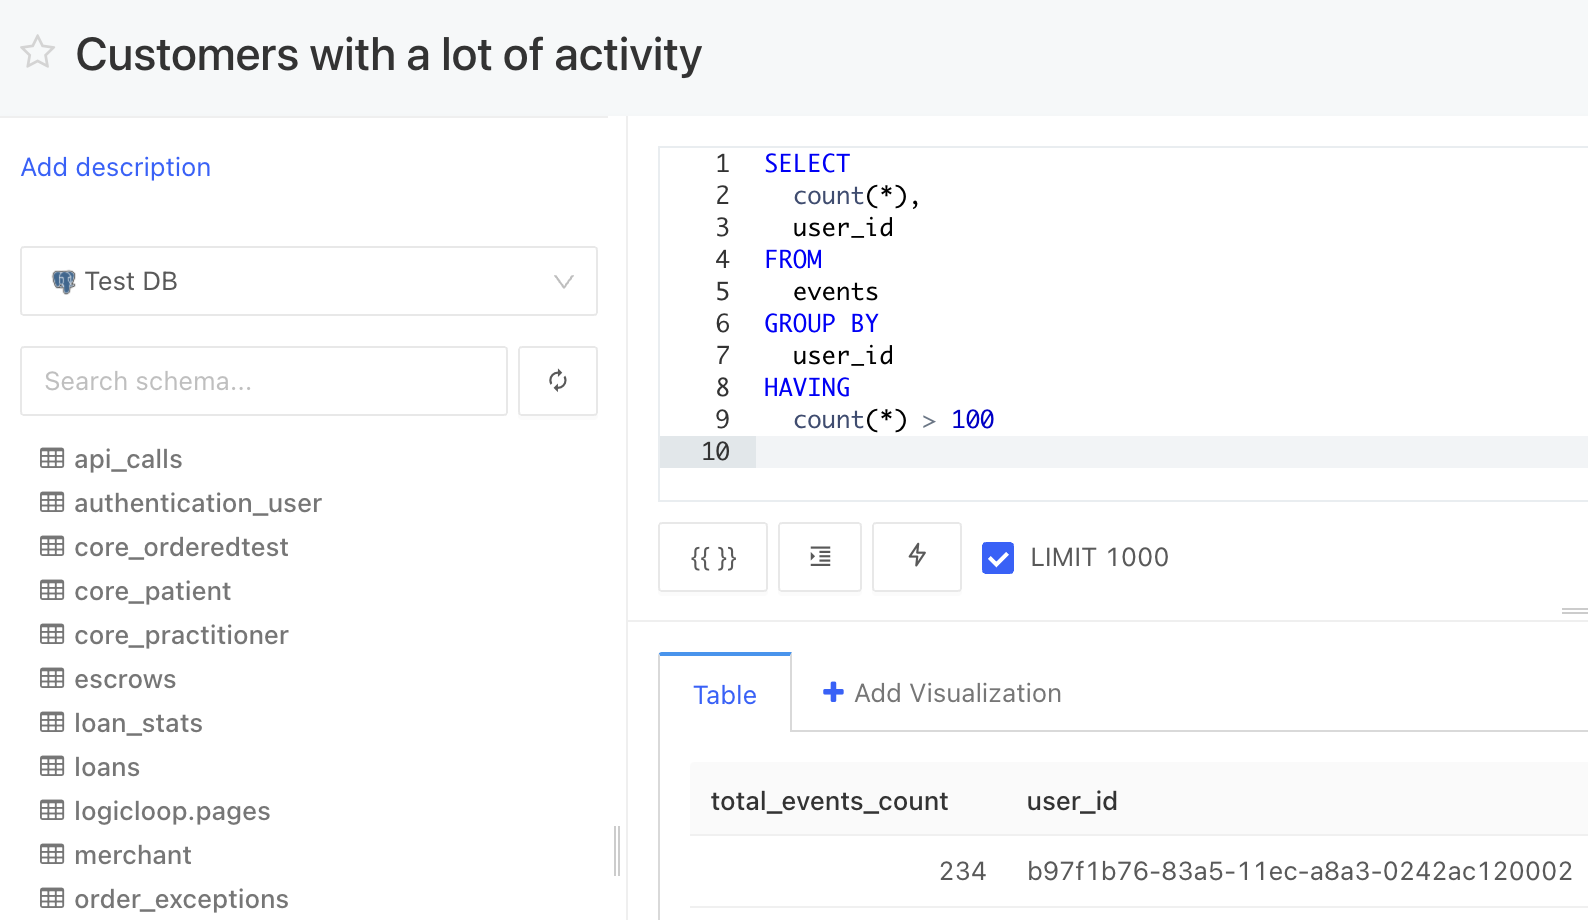 Customers with a lot of activity
Add description
Test DB
Search schema...
api_calls
authentication_user
core_orderedtest
core_patient
core_practitioner
escrows
loan_stats
loans
logicloop.pages
merchant
order_exceptions
1 SELECT
2 count(*),
3 user_id
4 FROM
5 events
6 GROUP BY
7 user_id
8 HAVING
9 count(*) > 100
10
{{ }} LIMIT 1000
Table + Add Visualization
total_events_count user_id
234 b97f1b76-83a5-11ec-a8a3-0242ac120002